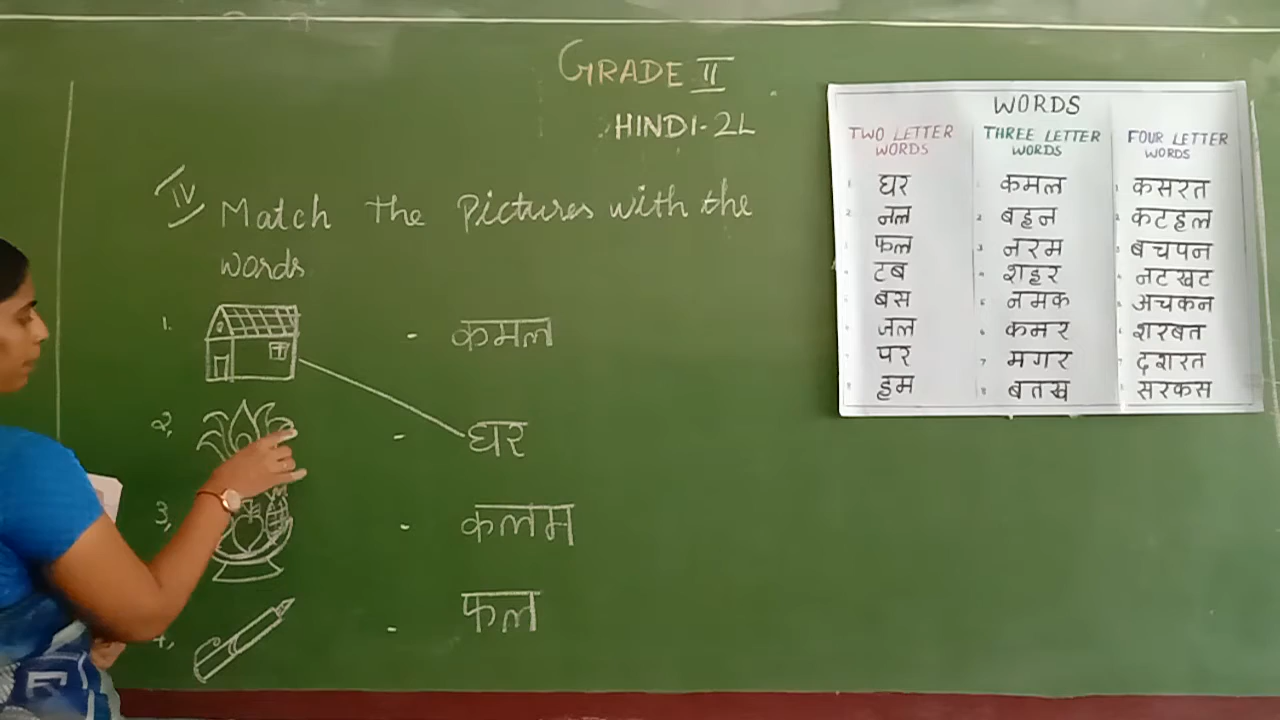 GRADE II
HINDI-2L
IV Match the Pictures with the
words
1. - कमल
2. - घर
3. - कलम
4. - फल
WORDS
TWO LETTER WORDS THREE LETTER WORDS FOUR LETTER WORDS
1. घर 1. कमल 1. कसरत
2. नल 2. बहन 2. कटहल
3. फल 3. नरम 3. बचपन
4. टब 4. शहर 4. नटखट
5. बस 5. नमक 5. अचकन
6. जल 6. कमर 6. शरबत
7. पर 7. मगर 7. दशरत
8. हम 8. बतख 8. सरकस